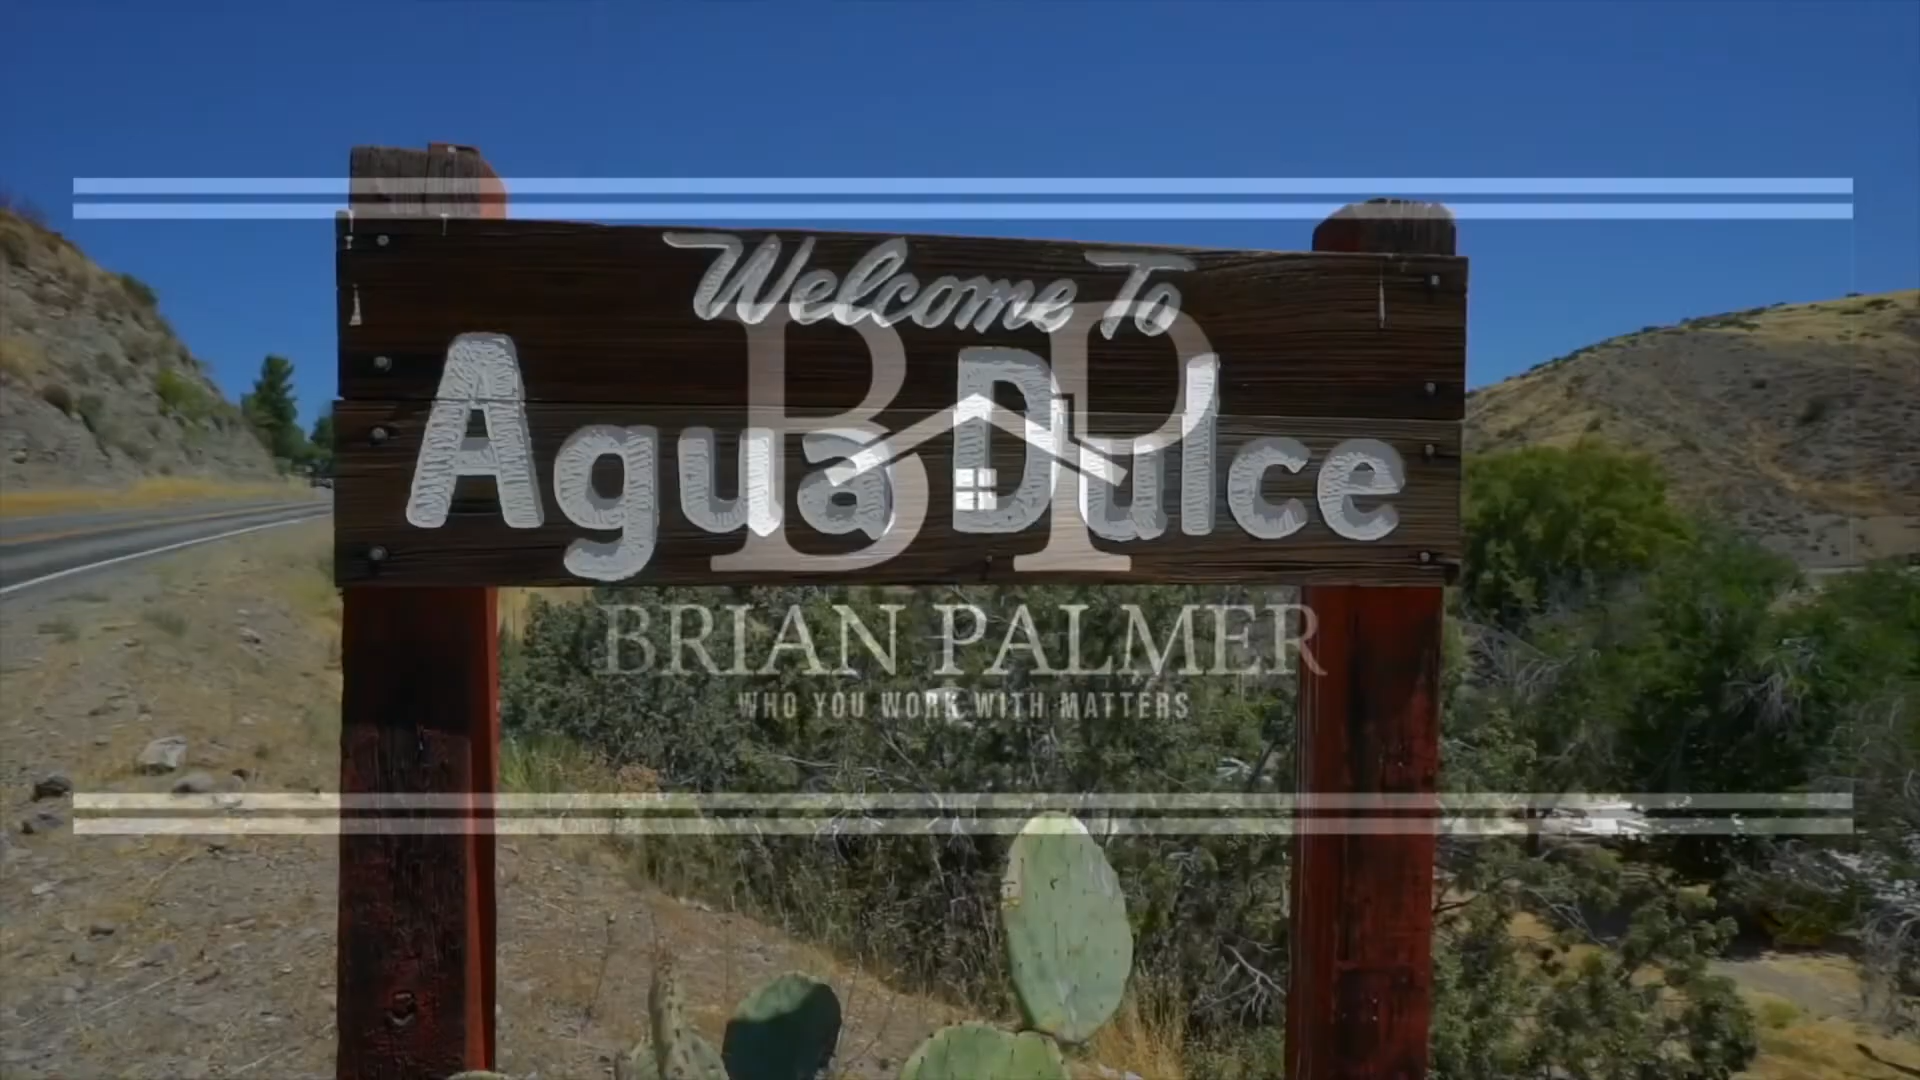 Welcome To
Agua Dulce
BP
BRIAN PALMER
WHO YOU WORK WITH MATTERS